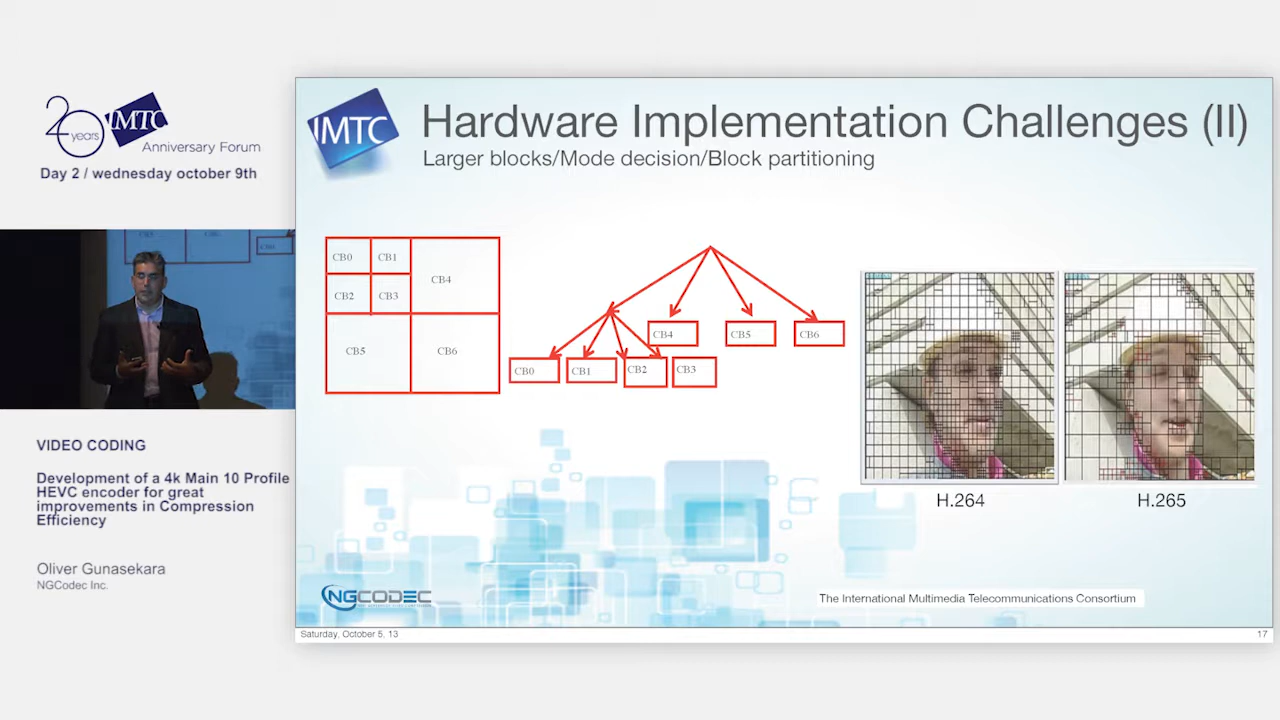 20 years
IMTC
Anniversary Forum
Day 2 / wednesday october 9th
VIDEO CODING
Development of a 4k Main 10 Profile
HEVC encoder for great
improvements in Compression
Efficiency
Oliver Gunasekara
NGCodec Inc.
IMTC
Hardware Implementation Challenges (II)
Larger blocks/Mode decision/Block partitioning
CB0
CB1
CB2
CB3
CB4
CB5
CB6
CB4
CB5
CB6
CB0
CB1
CB2
CB3
H.264
H.265
NGCODEC
The International Multimedia Telecommunications Consortium
Saturday, October 5, 13
17